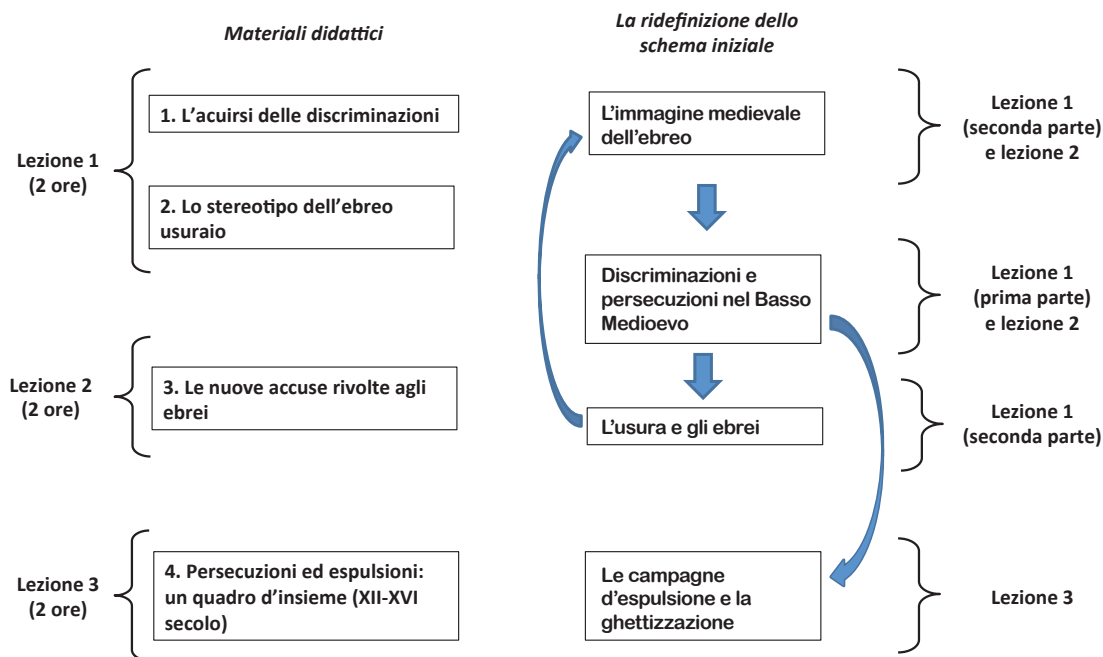 Materiali didattici
La ridefinizione dello
schema iniziale
Lezione 1
(2 ore)
1. L’acuirsi delle discriminazioni
2. Lo stereotipo dell’ebreo
usuraio
Lezione 2
(2 ore)
3. Le nuove accuse rivolte agli
ebrei
Lezione 3
(2 ore)
4. Persecuzioni ed espulsioni:
un quadro d’insieme (XII-XVI
secolo)
L’immagine medievale
dell’ebreo
Lezione 1
(seconda parte)
e lezione 2
Discriminazioni e
persecuzioni nel Basso
Medioevo
Lezione 1
(prima parte)
e lezione 2
L’usura e gli ebrei
Lezione 1
(seconda parte)
Le campagne
d’espulsione e la
ghettizzazione
Lezione 3